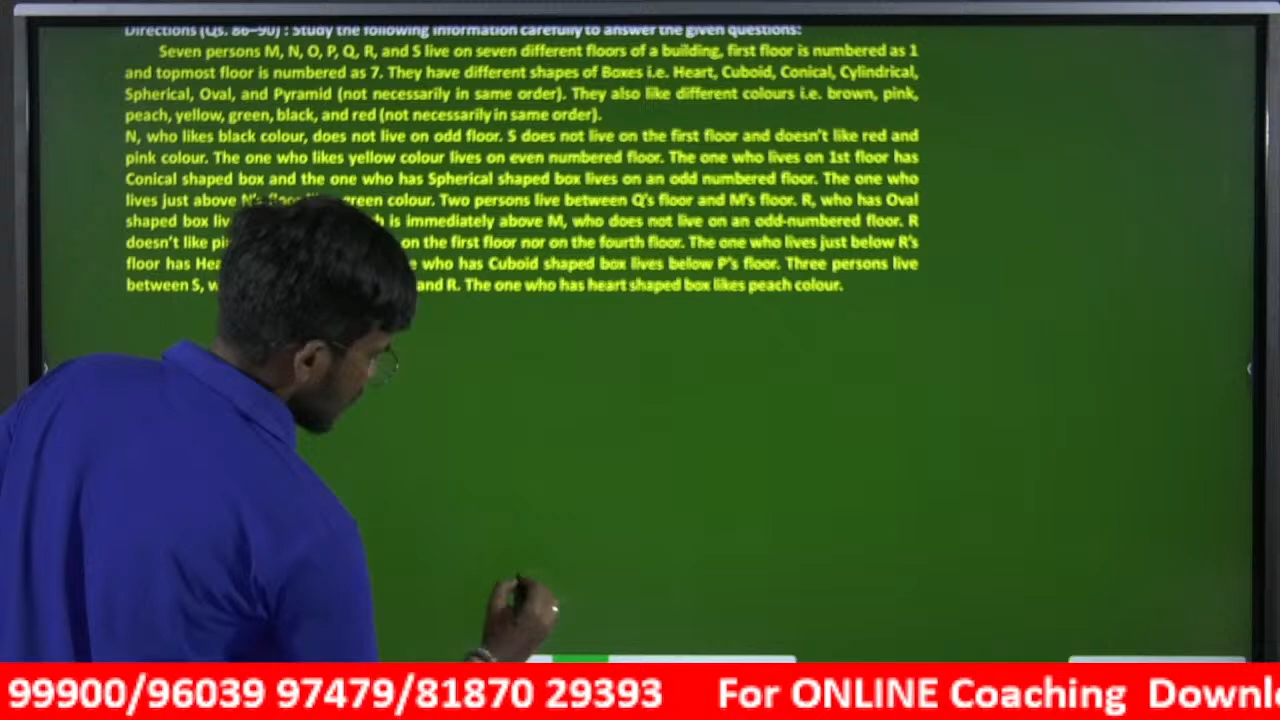 Directions (Qs. 86–90) : Study the following information carefully to answer the given questions:
Seven persons M, N, O, P, Q, R, and S live on seven different floors of a building, first floor is numbered as 1
and topmost floor is numbered as 7. They have different shapes of Boxes i.e. Heart, Cuboid, Conical, Cylindrical,
Spherical, Oval, and Pyramid (not necessarily in same order). They also like different colours i.e. brown, pink,
peach, yellow, green, black, and red (not necessarily in same order).
N, who likes black colour, does not live on odd floor. S does not live on the first floor and doesn't like red and
pink colour. The one who likes yellow colour lives on even numbered floor. The one who lives on 1st floor has
Conical shaped box and the one who has Spherical shaped box lives on an odd numbered floor. The one who
lives just above N's green colour. Two persons live between Q's floor and M's floor. R, who has Oval
shaped box is immediately above M, who does not live on an odd-numbered floor. R
doesn't like on the first floor nor on the fourth floor. The one who lives just below R's
floor has who has Cuboid shaped box lives below P's floor. Three persons live
between S, and R. The one who has heart shaped box likes peach colour.
99900/96039 97479/81870 29393 For ONLINE Coaching